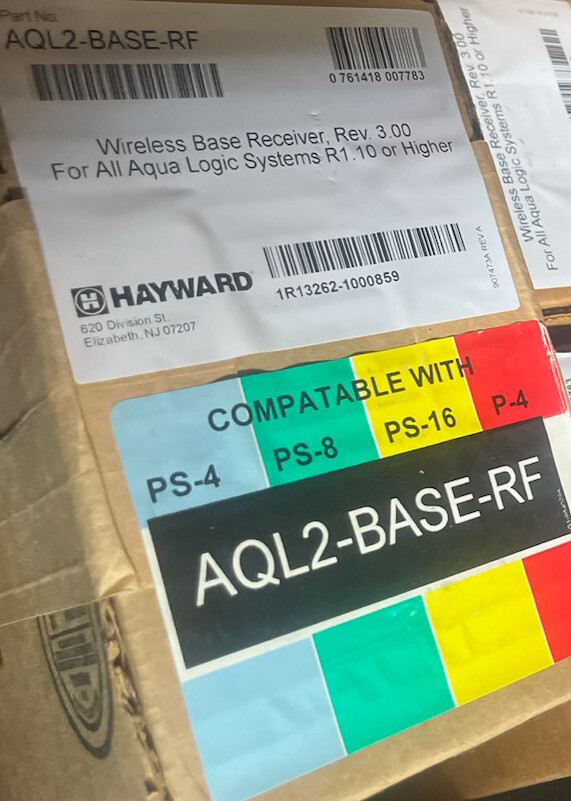 Part No.
AQL2-BASE-RF
0 761418 007783
Wireless Base Receiver, Rev. 3.00
For All Aqua Logic Systems R1.10 or Higher
HAYWARD
620 Division St.
Elizabeth, NJ 07207
1R13262-1000859
907473A REV A
Wireless Base Receiver, Rev. 3.00
For All Aqua Logic Systems R1.10 or Higher
COMPATABLE WITH
PS-4 PS-8 PS-16 P-4
AQL2-BASE-RF